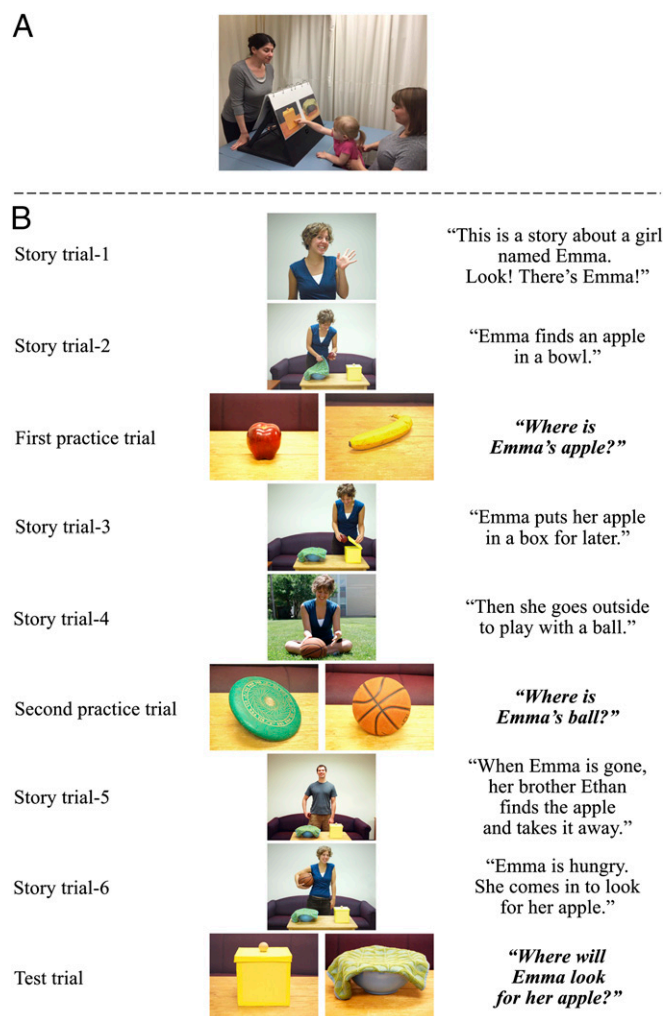 A
B
Story trial-1
“This is a story about a girl
named Emma.
Look! There’s Emma!”
Story trial-2
“Emma finds an apple
in a bowl.”
First practice trial
“Where is
Emma’s apple?”
Story trial-3
“Emma puts her apple
in a box for later.”
Story trial-4
“Then she goes outside
to play with a ball.”
Second practice trial
“Where is
Emma’s ball?”
Story trial-5
“When Emma is gone,
her brother Ethan
finds the apple
and takes it away.”
Story trial-6
“Emma is hungry.
She comes in to look
for her apple.”
Test trial
“Where will
Emma look
for her apple?”